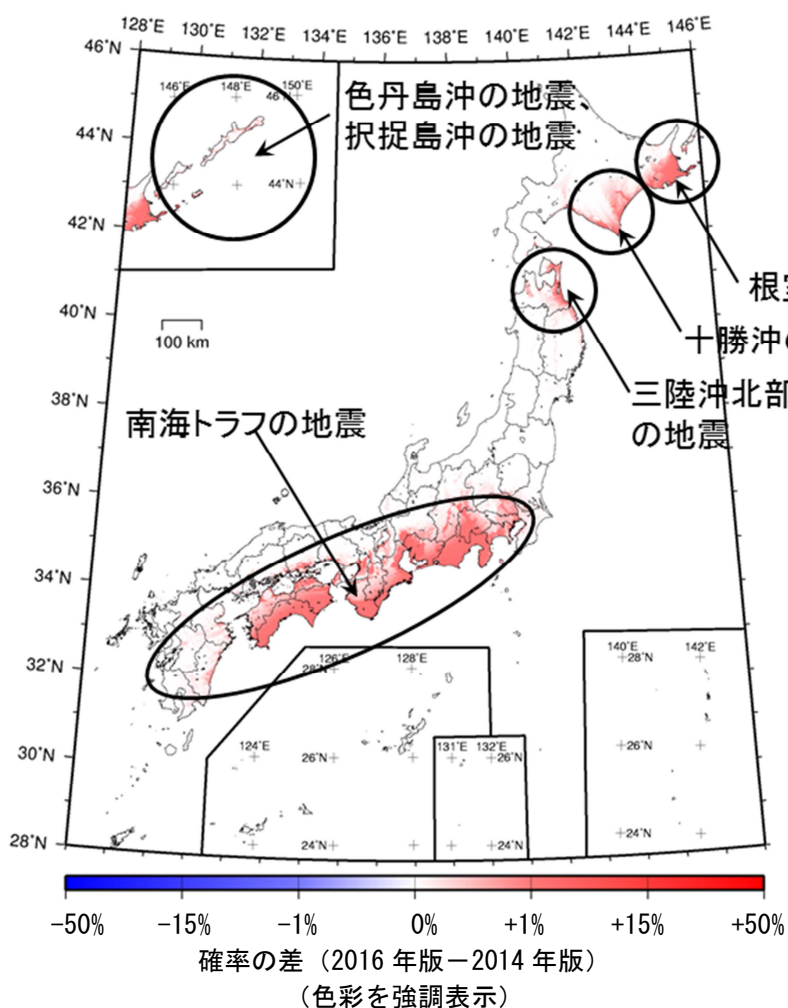 128°E 130°E 132°E 134°E 136°E 138°E 140°E 142°E 144°E 146°E
46°N
146°E 148°E 150°E
46°N
色丹島沖の地震、
択捉島沖の地震
44°N
44°N
42°N
根室
十勝沖の
40°N
100 km
三陸沖北部
の地震
38°N
南海トラフの地震
36°N
34°N
32°N
126°E 128°E
28°N
140°E 142°E
28°N
30°N
124°E
26°N
131°E 132°E
26°N
26°N
28°N
24°N
24°N
24°N
-50% -15% -1% 0% +1% +15% +50%
確率の差（2016 年版－2014 年版）
（色彩を強調表示）